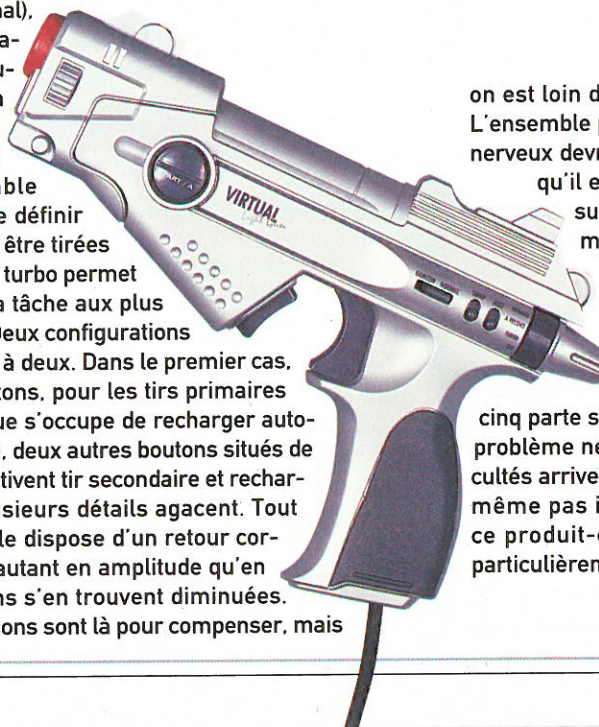 nal),
a-
u-
ble
e définir
être tirées
turbo permet
a tâche aux plus
eux configurations
à deux. Dans le premier cas,
tons, pour les tirs primaires
ue s'occupe de recharger auto-
, deux autres boutons situés de
tivent tir secondaire et rechar-
sieurs détails agacent. Tout
le dispose d'un retour cor-
autant en amplitude qu'en
ns s'en trouvent diminuées.
ons sont là pour compenser, mais
VIRTUAL
Light Gun
on est loin d
L'ensemble p
nerveux devr
qu'il e
su
m
cinq parte s
problème ne
cultés arrive
même pas i
ce produit-
particulièren